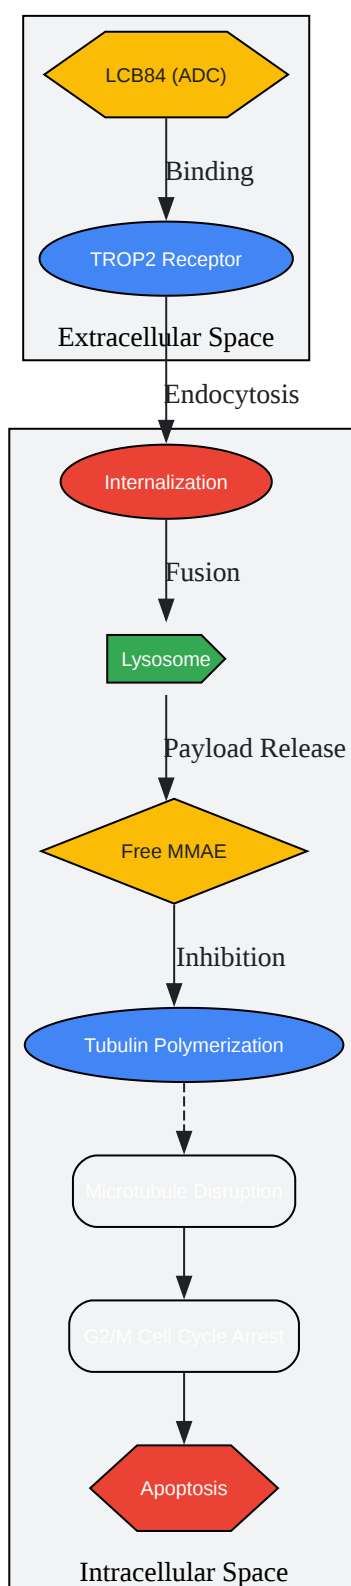 LCB84 (ADC)
Binding
TROP2 Receptor
Extracellular Space
Endocytosis
Internalization
Fusion
Lysosome
Payload Release
Free MMAE
Inhibition
Tubulin Polymerization
Microtubule Disruption
G2/M Cell Cycle Arrest
Apoptosis
Intracellular Space